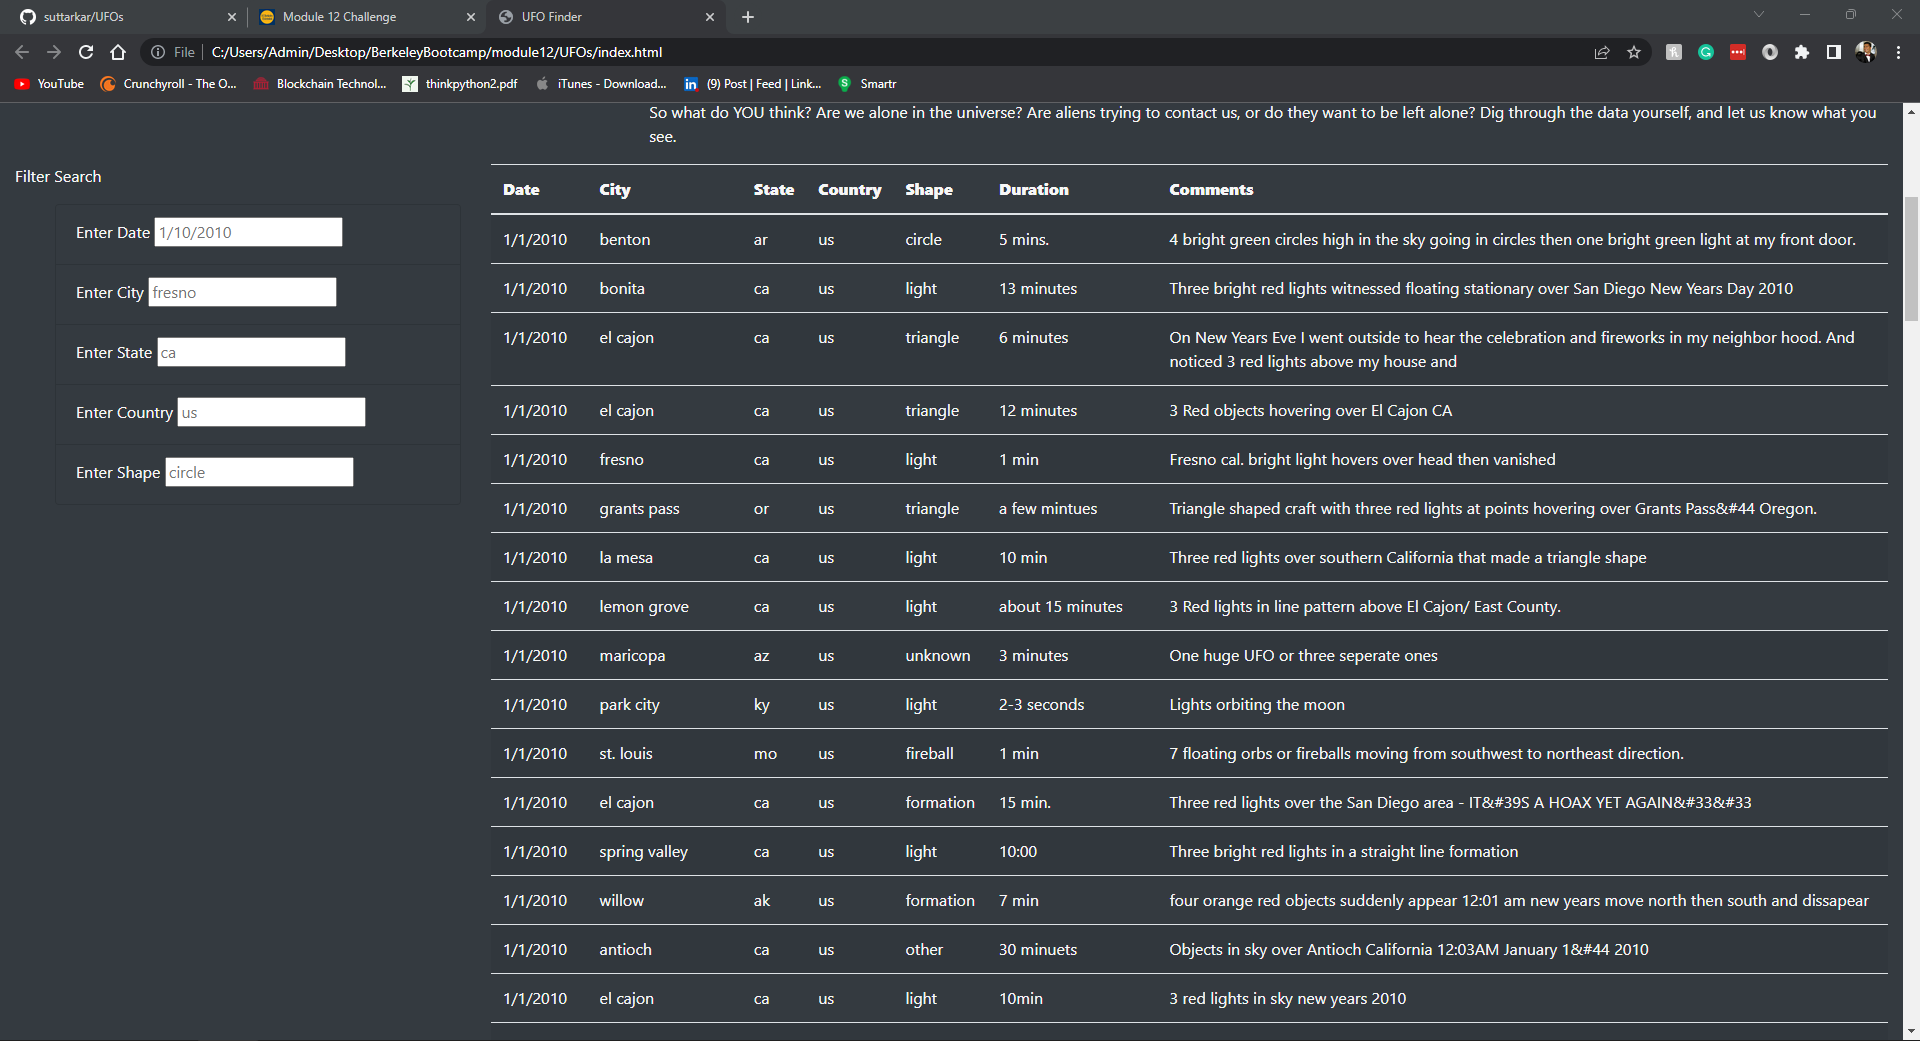 suttarkar/UFOs
Module 12 Challenge
UFO Finder
File
C:/Users/Admin/Desktop/BerkeleyBootcamp/module12/UFOs/index.html
YouTube
Crunchyroll - The O...
Blockchain Technol...
thinkpython2.pdf
iTunes - Download...
(9) Post | Feed | Link...
Smartr
So what do YOU think? Are we alone in the universe? Are aliens trying to contact us, or do they want to be left alone? Dig through the data yourself, and let us know what you
see.
Filter Search
Enter Date 1/10/2010
Enter City fresno
Enter State ca
Enter Country us
Enter Shape circle
Date City State Country Shape Duration Comments
1/1/2010 benton ar us circle 5 mins. 4 bright green circles high in the sky going in circles then one bright green light at my front door.
1/1/2010 bonita ca us light 13 minutes Three bright red lights witnessed floating stationary over San Diego New Years Day 2010
1/1/2010 el cajon ca us triangle 6 minutes On New Years Eve I went outside to hear the celebration and fireworks in my neighbor hood. And
noticed 3 red lights above my house and
1/1/2010 el cajon ca us triangle 12 minutes 3 Red objects hovering over El Cajon CA
1/1/2010 fresno ca us light 1 min Fresno cal. bright light hovers over head then vanished
1/1/2010 grants pass or us triangle a few mintues Triangle shaped craft with three red lights at points hovering over Grants Pass&#44 Oregon.
1/1/2010 la mesa ca us light 10 min Three red lights over southern California that made a triangle shape
1/1/2010 lemon grove ca us light about 15 minutes 3 Red lights in line pattern above El Cajon/ East County.
1/1/2010 maricopa az us unknown 3 minutes One huge UFO or three seperate ones
1/1/2010 park city ky us light 2-3 seconds Lights orbiting the moon
1/1/2010 st. louis mo us fireball 1 min 7 floating orbs or fireballs moving from southwest to northeast direction.
1/1/2010 el cajon ca us formation 15 min. Three red lights over the San Diego area - IT&#39S A HOAX YET AGAIN&#33&#33
1/1/2010 spring valley ca us light 10:00 Three bright red lights in a straight line formation
1/1/2010 willow ak us formation 7 min four orange red objects suddenly appear 12:01 am new years move north then south and dissapear
1/1/2010 antioch ca us other 30 minuets Objects in sky over Antioch California 12:03AM January 1&#44 2010
1/1/2010 el cajon ca us light 10min 3 red lights in sky new years 2010